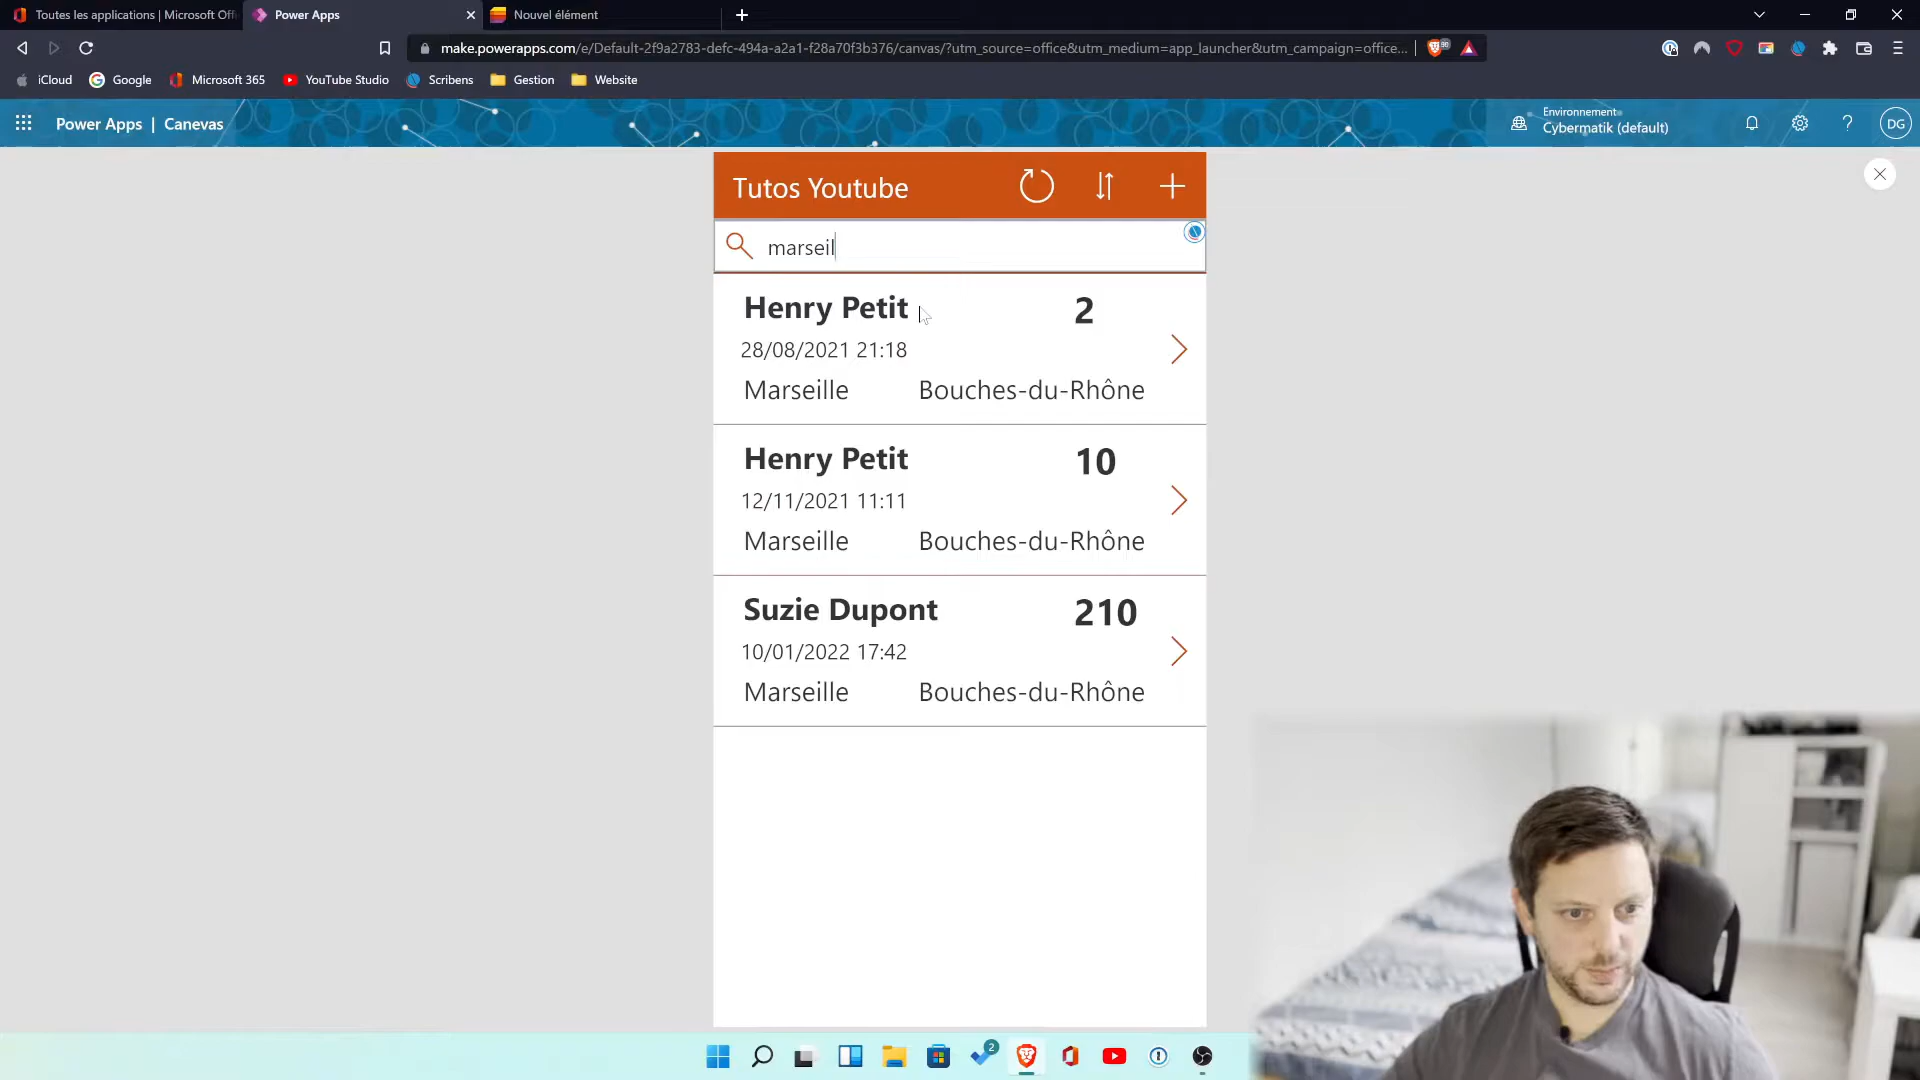 Toutes les applications | Microsoft Offi
Power Apps
Nouvel élément
make.powerapps.com/e/Default-2f9a2783-defc-494a-a2a1-f28a70f3b376/canvas/?utm_source=office&utm_medium=app_launcher&utm_campaign=office...
iCloud
Google
Microsoft 365
YouTube Studio
Scribens
Gestion
Website
Power Apps | Canevas
Environnement
Cybermatik (default)
DG
Tutos Youtube
marseil
Henry Petit 2
28/08/2021 21:18
Marseille Bouches-du-Rhône
Henry Petit 10
12/11/2021 11:11
Marseille Bouches-du-Rhône
Suzie Dupont 210
10/01/2022 17:42
Marseille Bouches-du-Rhône
2